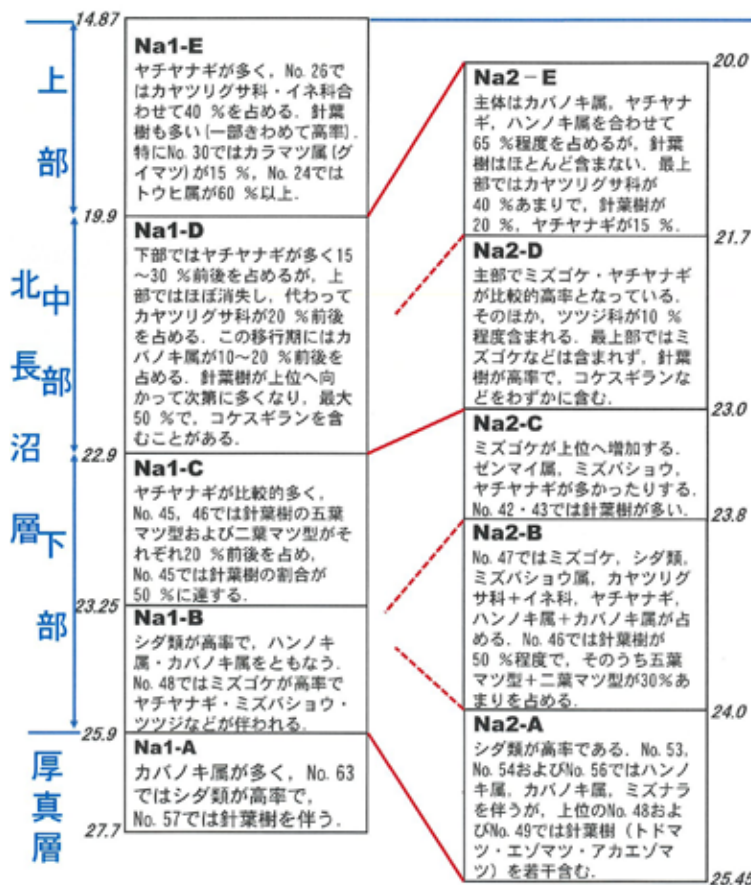 14.87
Na1-E
ヤチヤナギが多く，No.26で
はカヤツリグサ科・イネ科合
わせて40 %を占める．針葉
樹も多い(一部きわめて高率)．
特にNo.30ではカラマツ属(グ
イマツ)が15 %，No.24では
トウヒ属が60 %以上．
19.9
Na1-D
下部ではヤチヤナギが多く15
～30 %前後を占めるが，上
部ではほぼ消失し，代わって
カヤツリグサ科が20 %前後
を占める．この移行期にはカ
バノキ属が10～20 %前後を
占める．針葉樹が上位へ向
かって次第に多くなり，最大
50 %で，コケスギランを含
むことがある．
22.9
Na1-C
ヤチヤナギが比較的多く，
No.45，46では針葉樹の五葉
マツ型および二葉マツ型がそ
れぞれ20 %前後を占め，
No.45では針葉樹の割合が
50 %に達する．
23.25
Na1-B
シダ類が高率で，ハンノキ
属・カバノキ属をともなう．
No.48ではミズゴケが高率で
ヤチヤナギ・ミズバショウ・
ツツジなどが伴われる．
25.9
Na1-A
カバノキ属が多く，No.63
ではシダ類が高率で，
No.57では針葉樹を伴う．
27.7
20.0
Na2－E
主体はカバノキ属，ヤチヤナ
ギ，ハンノキ属を合わせて
65 %程度を占めるが，針葉
樹はほとんど含まない．最上
部ではカヤツリグサ科が
40 %あまりで，針葉樹が
20 %，ヤチヤナギが15 %．
21.7
Na2-D
主部でミズゴケ・ヤチヤナギ
が比較的高率となっている．
そのほか，ツツジ科が10 %
程度含まれる．最上部ではミ
ズゴケなどは含まれず，針葉
樹が高率で，コケスギランな
どをわずかに含む．
23.0
Na2-C
ミズゴケが上位へ増加する．
ゼンマイ属，ミズバショウ，
ヤチヤナギが多かったりする．
No.42・43では針葉樹が多い．
23.8
Na2-B
No.47ではミズゴケ，シダ類，
ミズバショウ属，カヤツリグ
サ科＋イネ科，ヤチヤナギ，
ハンノキ属＋カバノキ属が占
める．No.46では針葉樹が
50 %程度で，そのうち五葉
マツ型＋二葉マツ型が30%あ
まりを占める．
24.0
Na2-A
シダ類が高率である．No.53，
No.54およびNo.56ではハンノ
キ属，カバノキ属，ミズナラ
を伴うが，上位のNo.48およ
びNo.49では針葉樹（トドマ
ツ・エゾマツ・アカエゾマ
ツ）を若干含む．
25.45
上部
中部
下部
北長沼層
厚真層